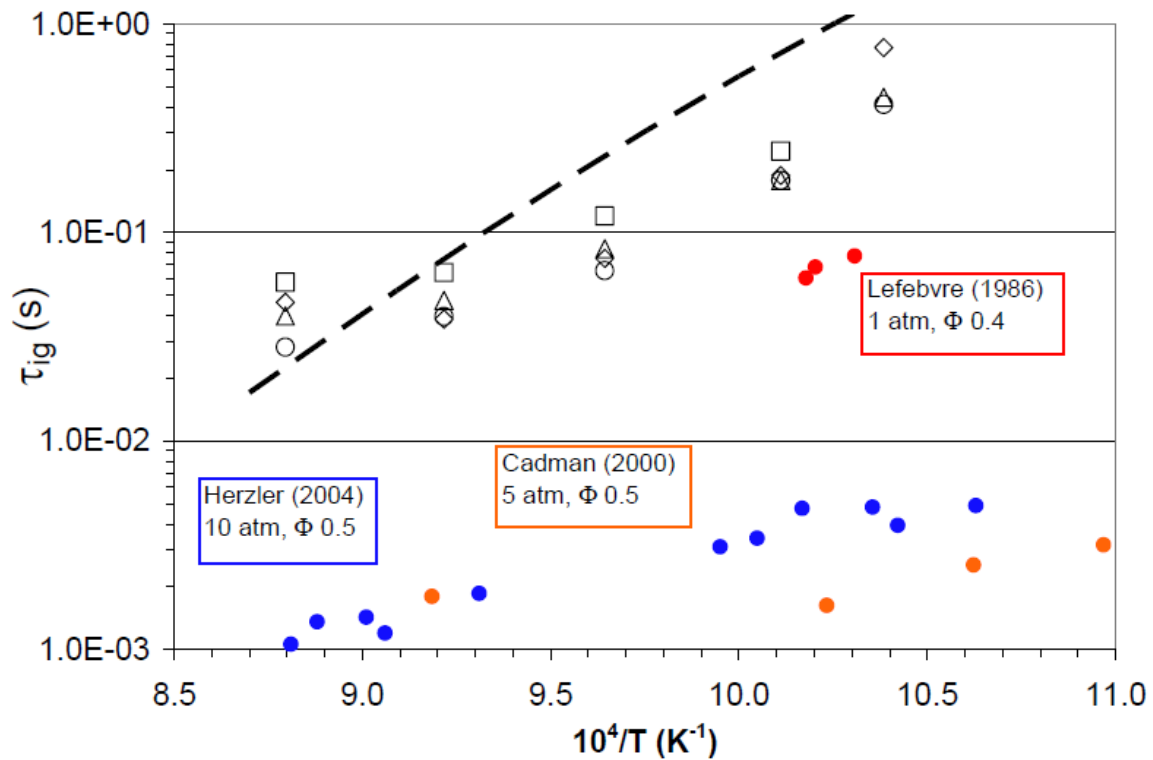 1.0E+00
1.0E-01
1.0E-02
1.0E-03
τig (s)
Lefebvre (1986)
1 atm, Φ 0.4
Cadman (2000)
5 atm, Φ 0.5
Herzler (2004)
10 atm, Φ 0.5
8.5 9.0 9.5 10.0 10.5 11.0
10⁴/T (K⁻¹)